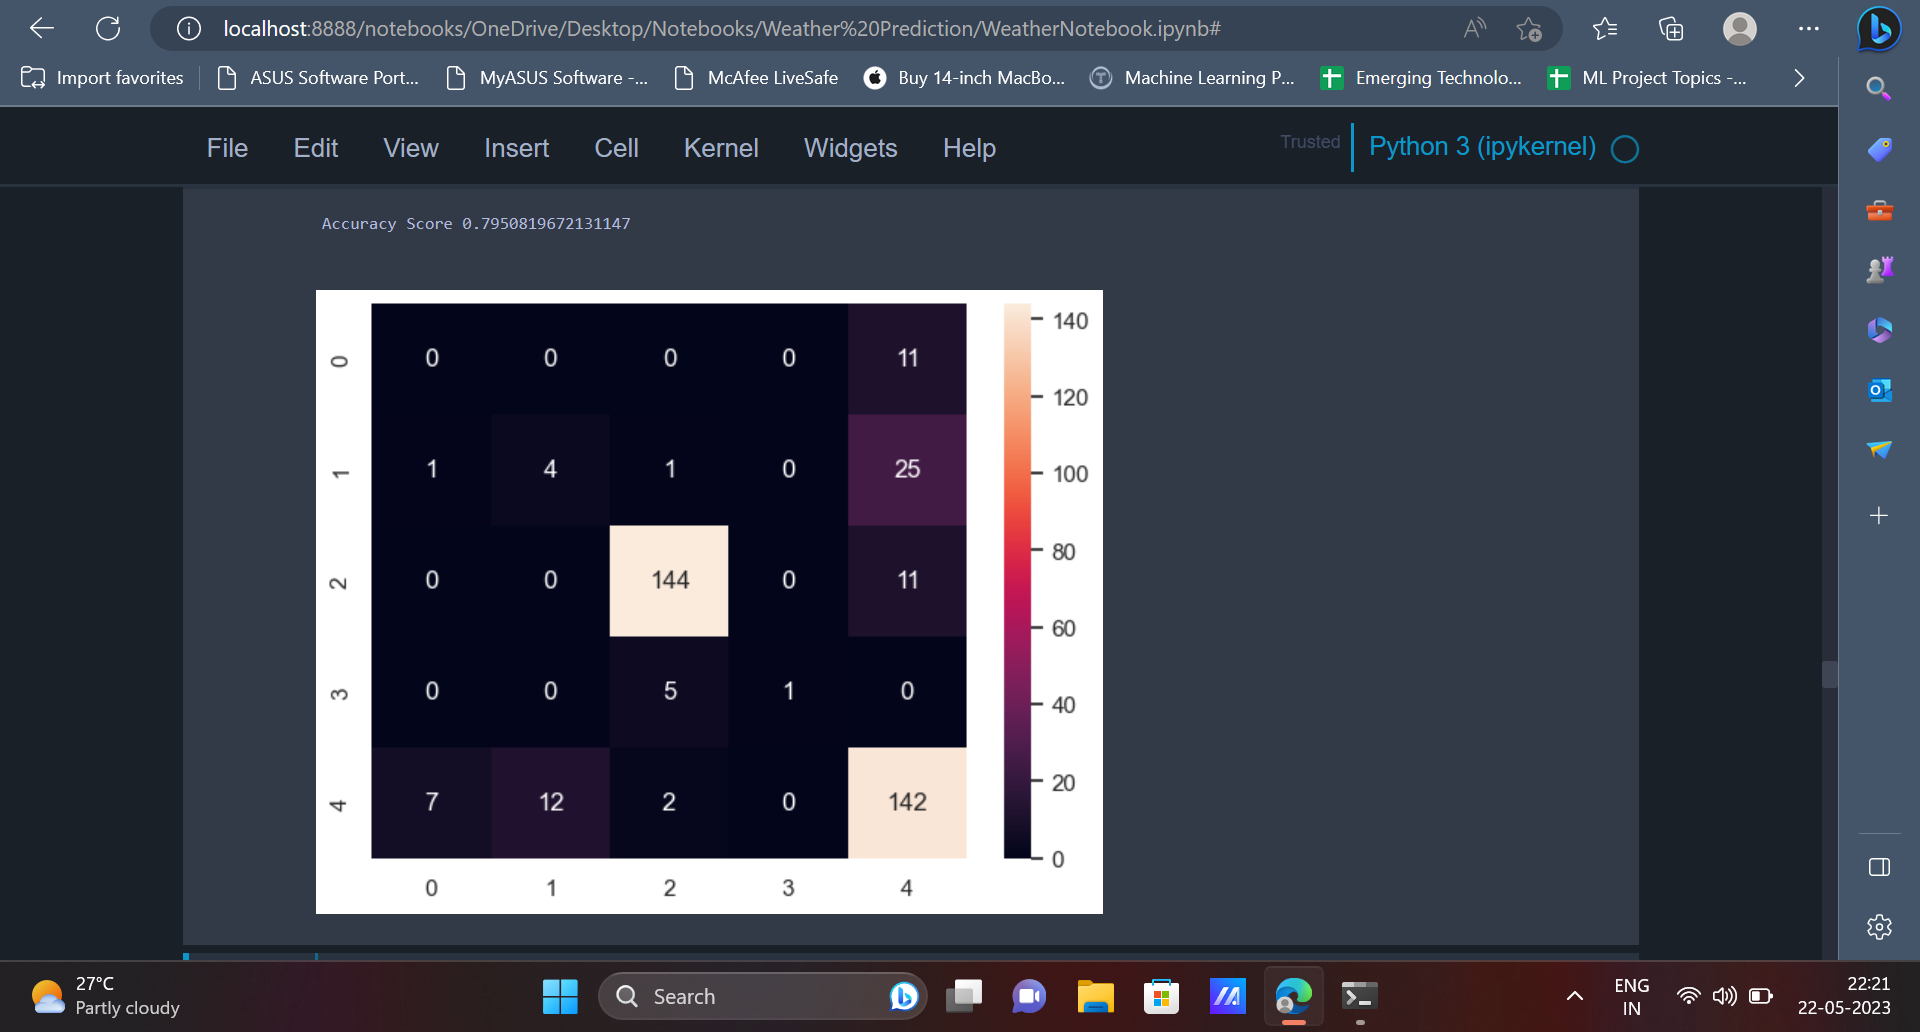 localhost:8888/notebooks/OneDrive/Desktop/Notebooks/Weather%20Prediction/WeatherNotebook.ipynb#
Import favorites ASUS Software Port... MyASUS Software -... McAfee LiveSafe Buy 14-inch MacBo... Machine Learning P... Emerging Technolo... ML Project Topics -...
File Edit View Insert Cell Kernel Widgets Help Trusted Python 3 (ipykernel)
Accuracy Score 0.7950819672131147
0 0 0 0 0 11 140
120
1 1 4 1 0 25 100
2 0 0 144 0 11 80
60
3 0 0 5 1 0 40
20
4 7 12 2 0 142
0
0 1 2 3 4
27°C
Partly cloudy
Search
ENG
IN
22:21
22-05-2023